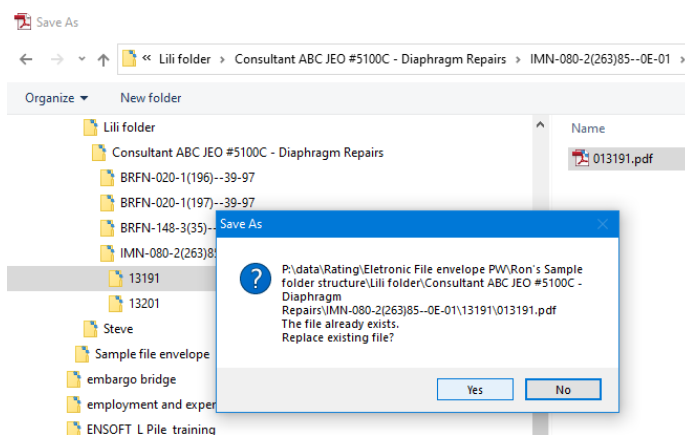 Save As
« Lili folder > Consultant ABC JEO #5100C - Diaphragm Repairs > IMN-080-2(263)85--0E-01 >
Organize New folder
Lili folder
Consultant ABC JEO #5100C - Diaphragm Repairs
BRFN-020-1(196)--39-97
BRFN-020-1(197)--39-97
BRFN-148-3(35)--
IMN-080-2(263)8
13191
13201
Steve
Sample file envelope
embargo bridge
employment and exper
ENSOFT L Pile training
Name
013191.pdf
Save As
P:\data\Rating\Eletronic File envelope PW\Ron's Sample
folder structure\Lili folder\Consultant ABC JEO #5100C -
Diaphragm
Repairs\IMN-080-2(263)85--0E-01\13191\013191.pdf
The file already exists.
Replace existing file?
Yes No